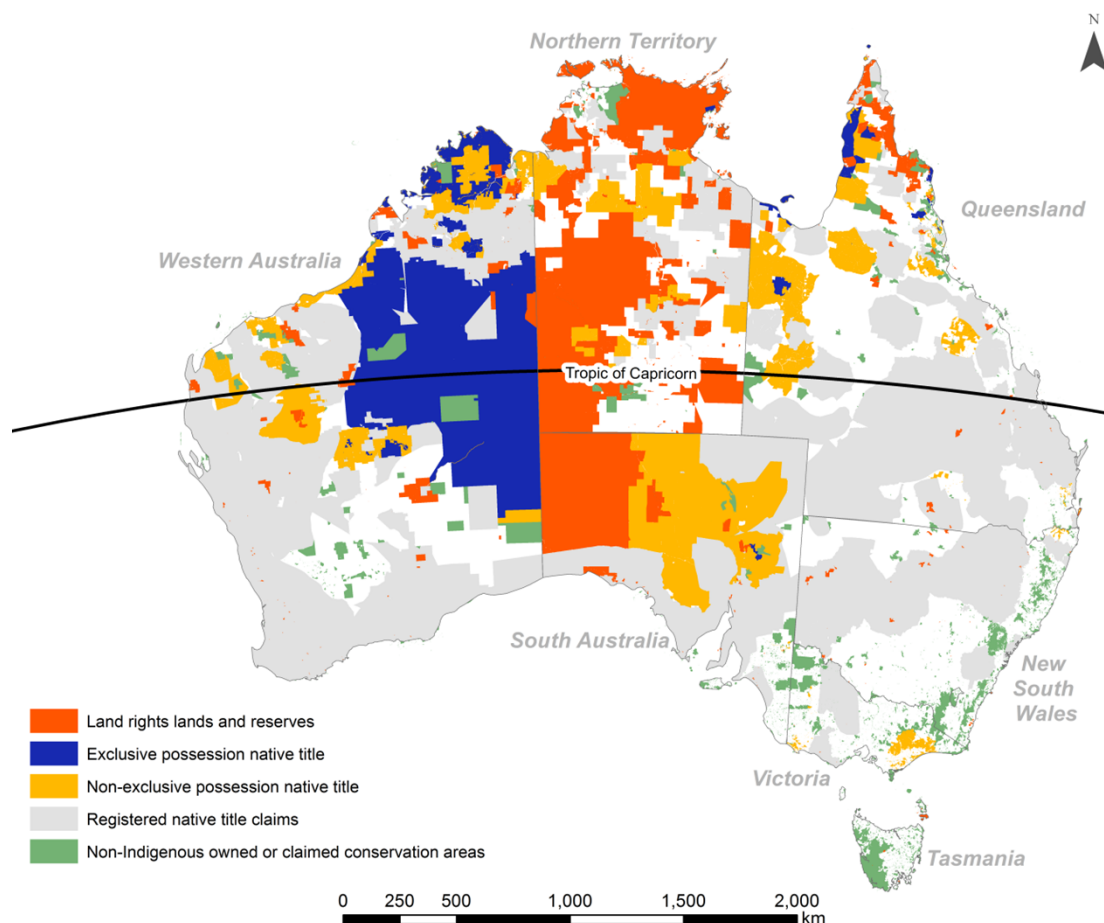 N
Northern Territory
Queensland
Western Australia
Tropic of Capricorn
South Australia
New
South
Wales
Land rights lands and reserves
Exclusive possession native title
Non-exclusive possession native title
Registered native title claims
Non-Indigenous owned or claimed conservation areas
Victoria
Tasmania
0 250 500 1,000 1,500 2,000
km